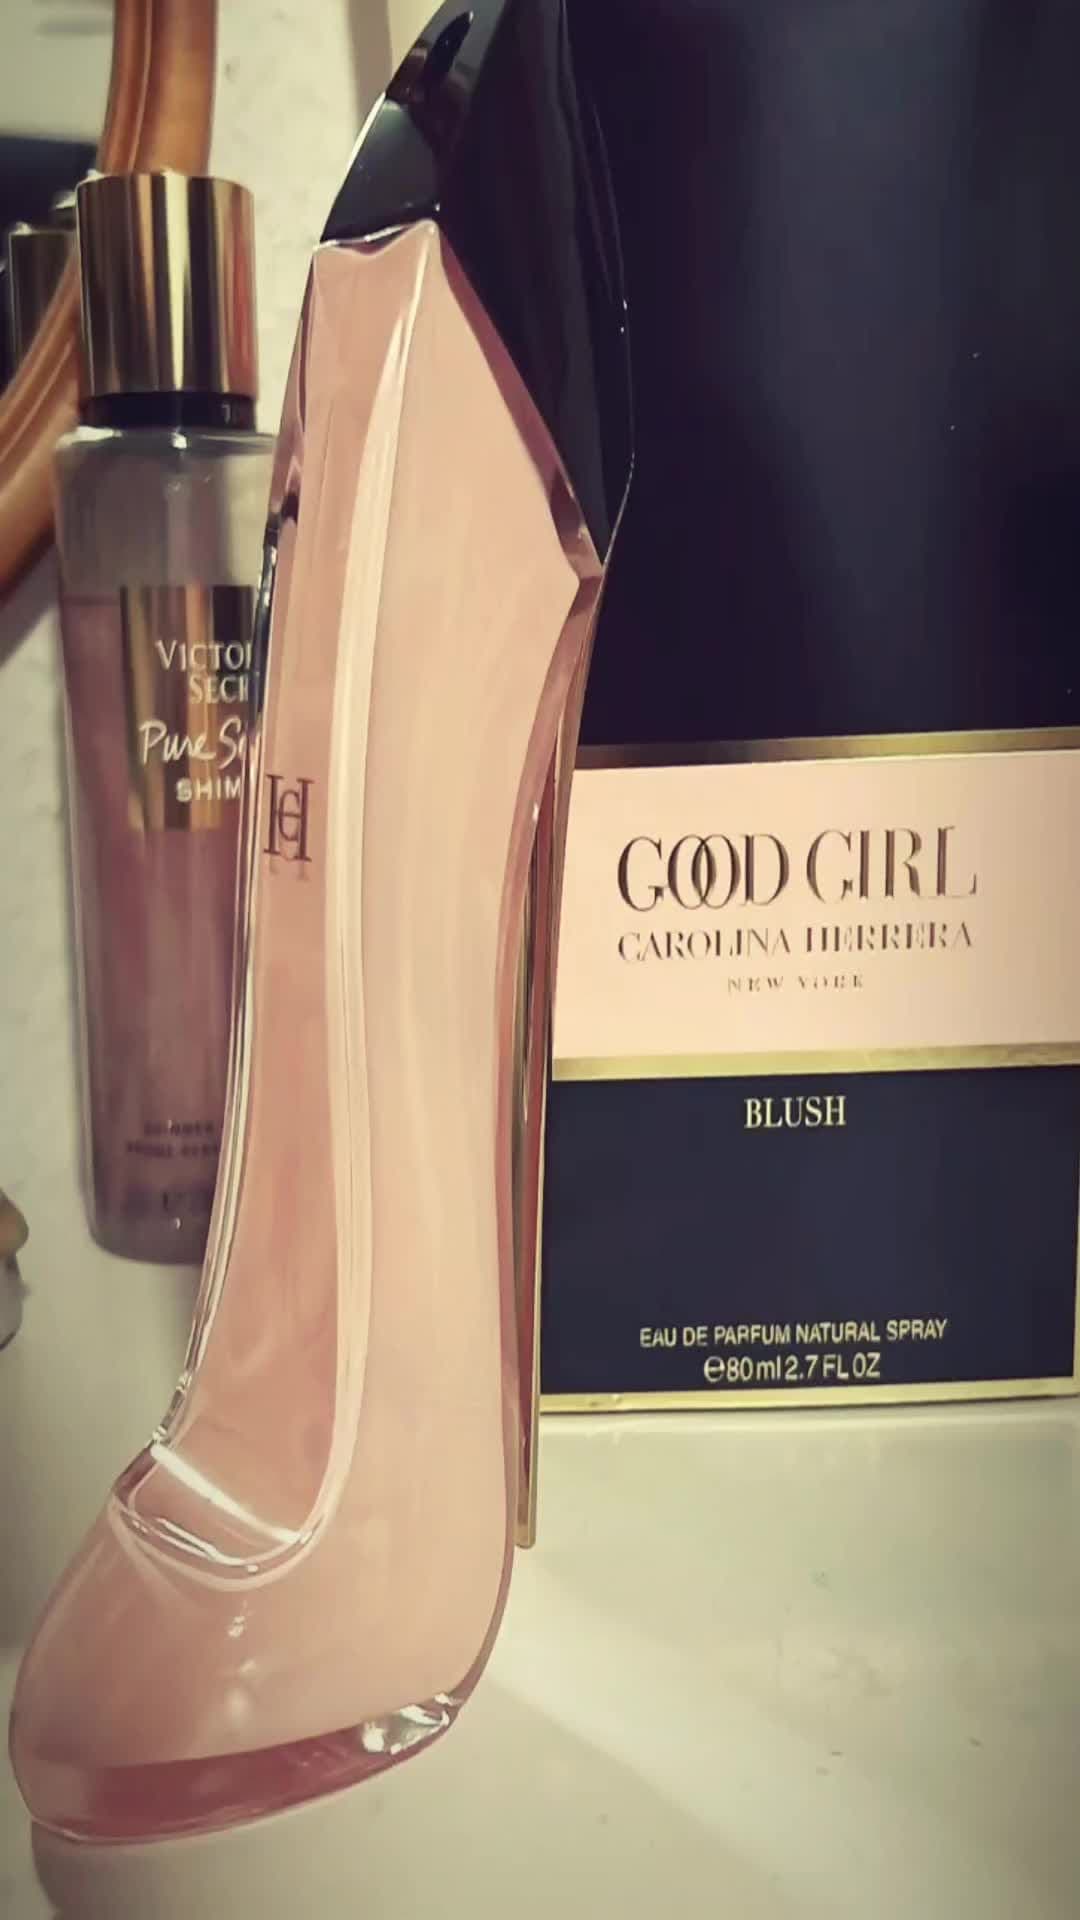 VICTOR
SECR
Pure Se
SHIM
CH
GOOD GIRL
CAROLINA HERRERA
NEW YORK
BLUSH
EAU DE PARFUM NATURAL SPRAY
℮80ml 2.7 FL OZ